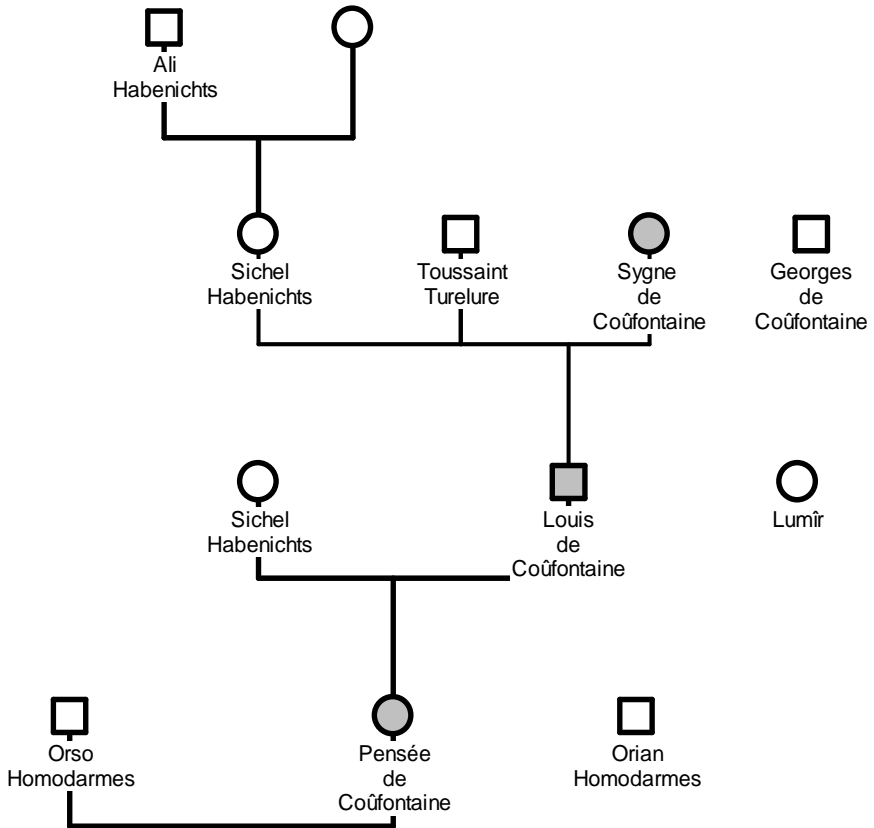 Ali
Habenichts
Sichel
Habenichts
Toussaint
Turelure
Sygne
de
Coûfontaine
Georges
de
Coûfontaine
Sichel
Habenichts
Louis
de
Coûfontaine
Lumîr
Orso
Homodarmes
Pensée
de
Coûfontaine
Orian
Homodarmes